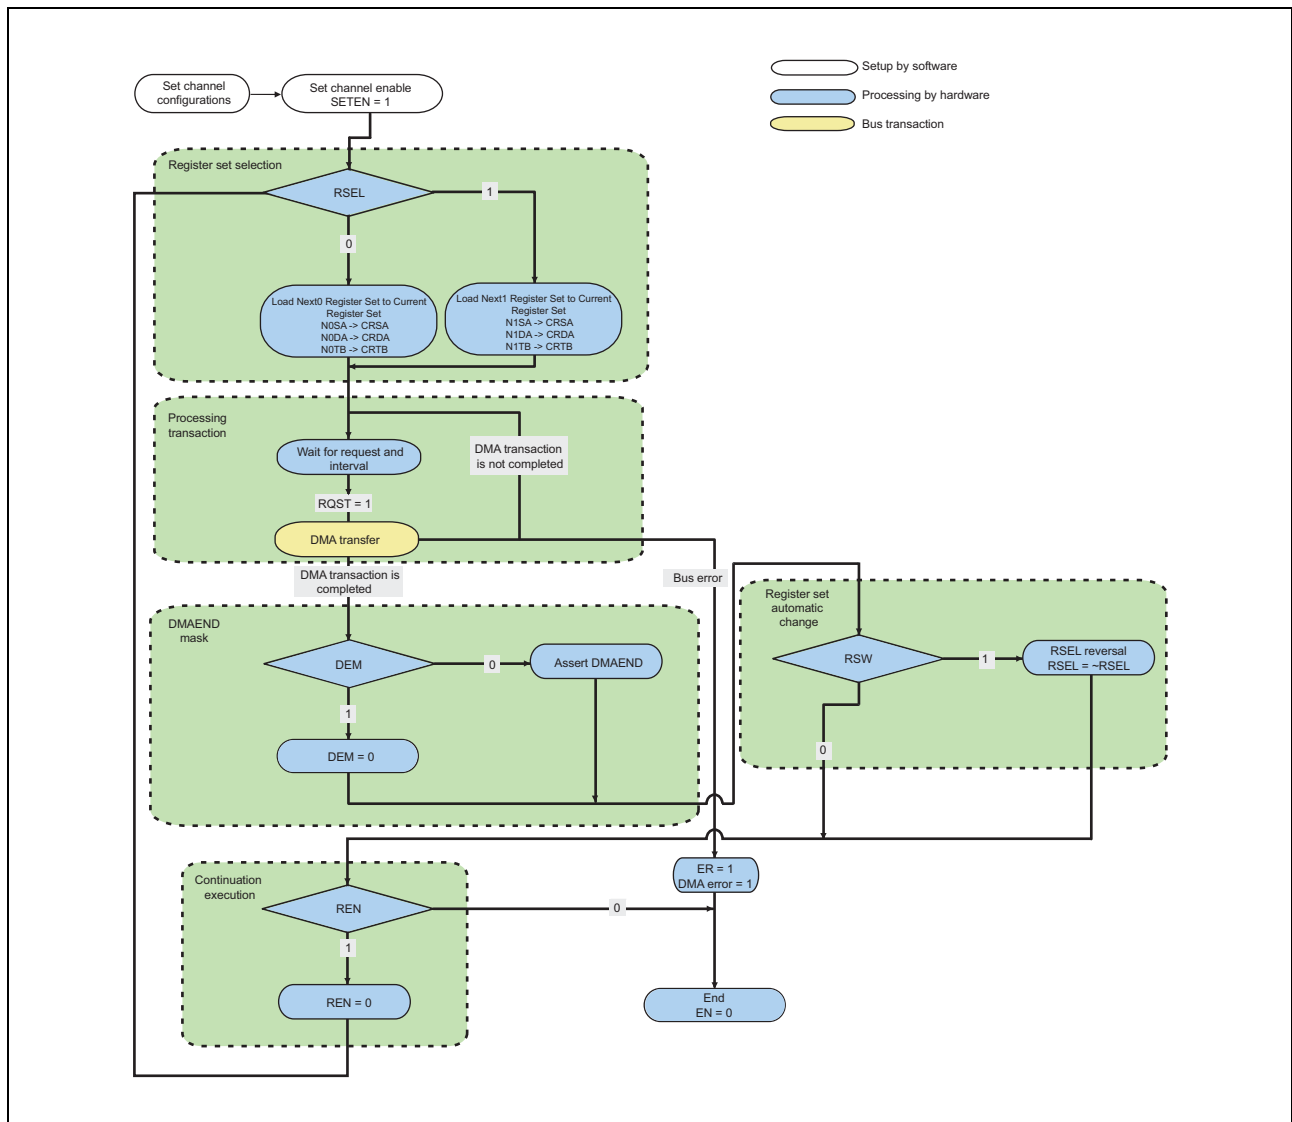 Set channel
configurations
Set channel enable
SETEN = 1
Setup by software
Processing by hardware
Bus transaction
Register set selection
RSEL
1
0
Load Next0 Register Set to Current
Register Set
N0SA -> CRSA
N0DA -> CRDA
N0TB -> CRTB
Load Next1 Register Set to Current
Register Set
N1SA -> CRSA
N1DA -> CRDA
N1TB -> CRTB
Processing
transaction
Wait for request and
interval
DMA transaction
is not completed
RQST = 1
DMA transfer
DMA transaction is
completed
Bus error
Register set
automatic
change
DMAEND
mask
DEM
0
Assert DMAEND
RSW
1
RSEL reversal
RSEL = ~RSEL
1
0
DEM = 0
ER = 1
DMA error = 1
Continuation
execution
REN
0
1
REN = 0
End
EN = 0